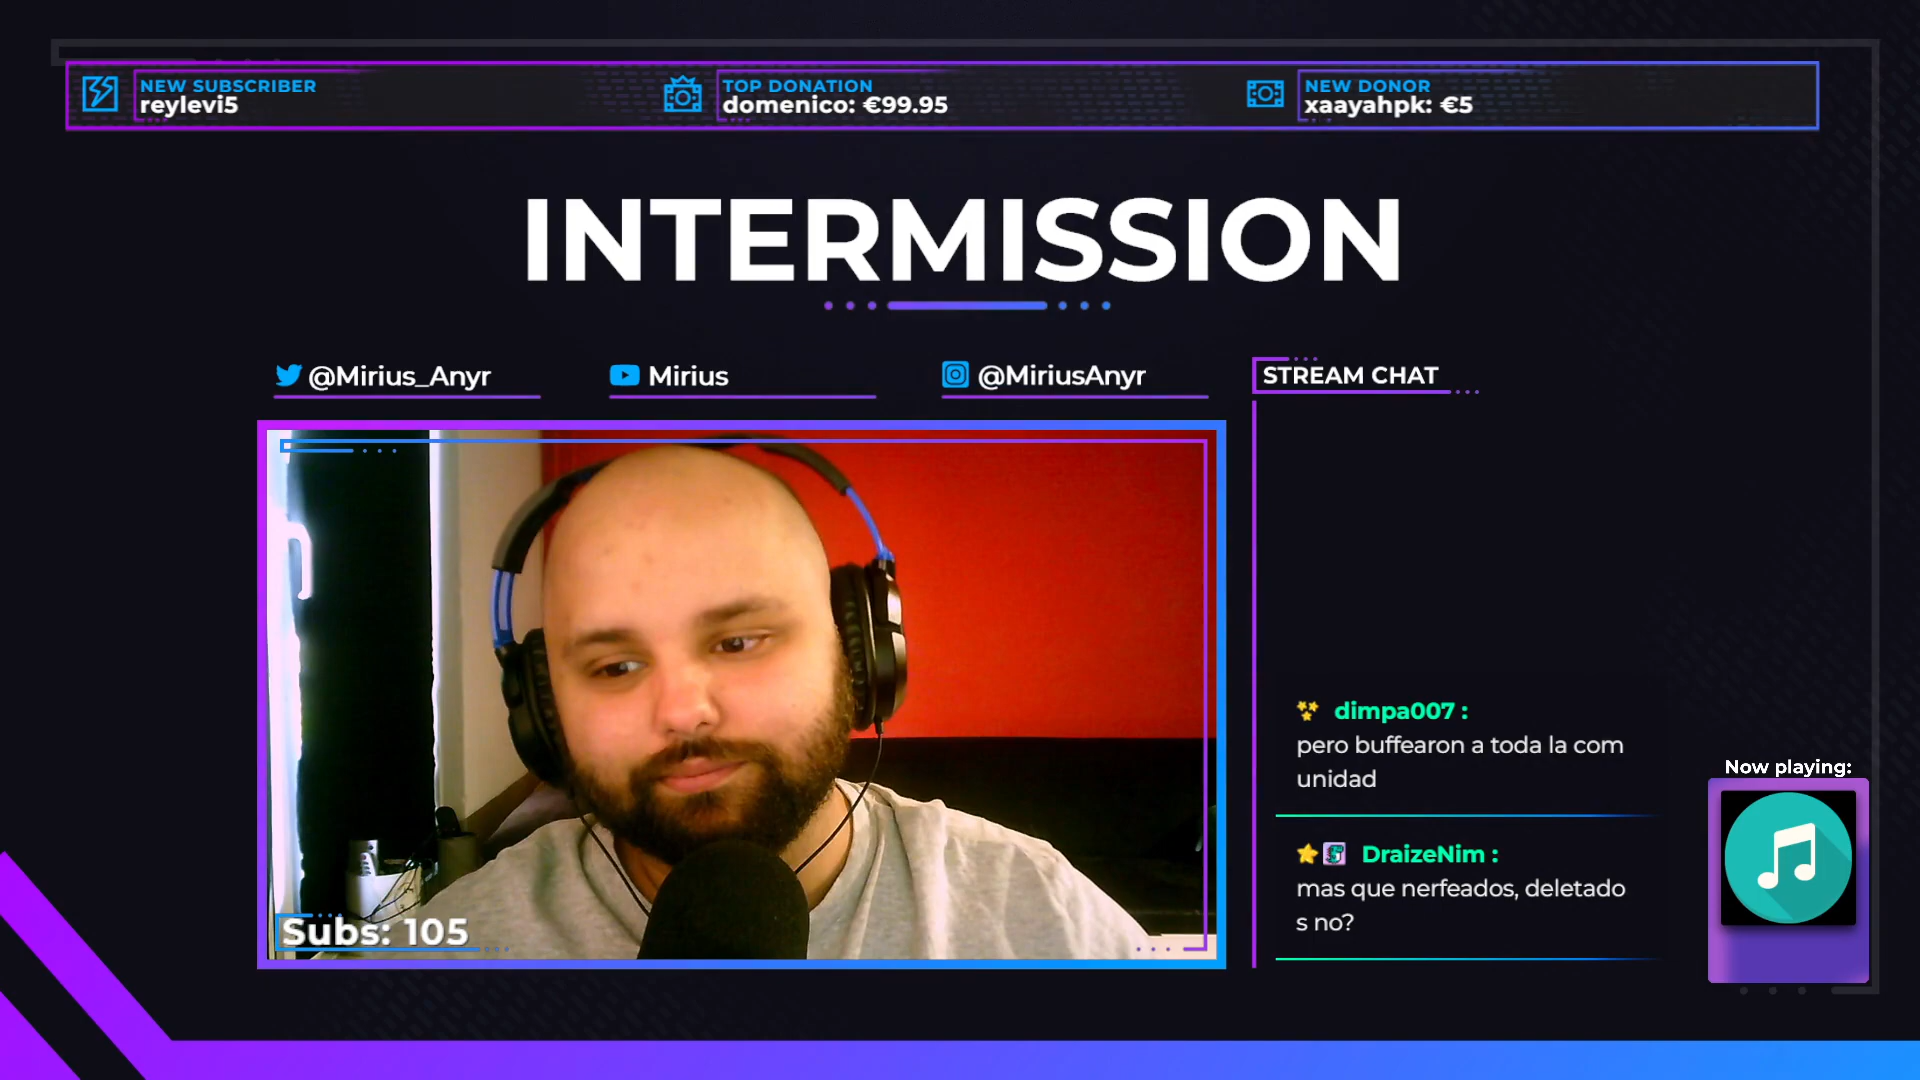 NEW SUBSCRIBER
reylevi5
TOP DONATION
domenico: €99.95
NEW DONOR
xaayahpk: €5
INTERMISSION
@Mirius_Anyr
Mirius
@MiriusAnyr
STREAM CHAT
dimpa007 :
pero buffearon a toda la com
unidad
DraizeNim :
mas que nerfeados, deletado
s no?
Now playing:
Subs: 105